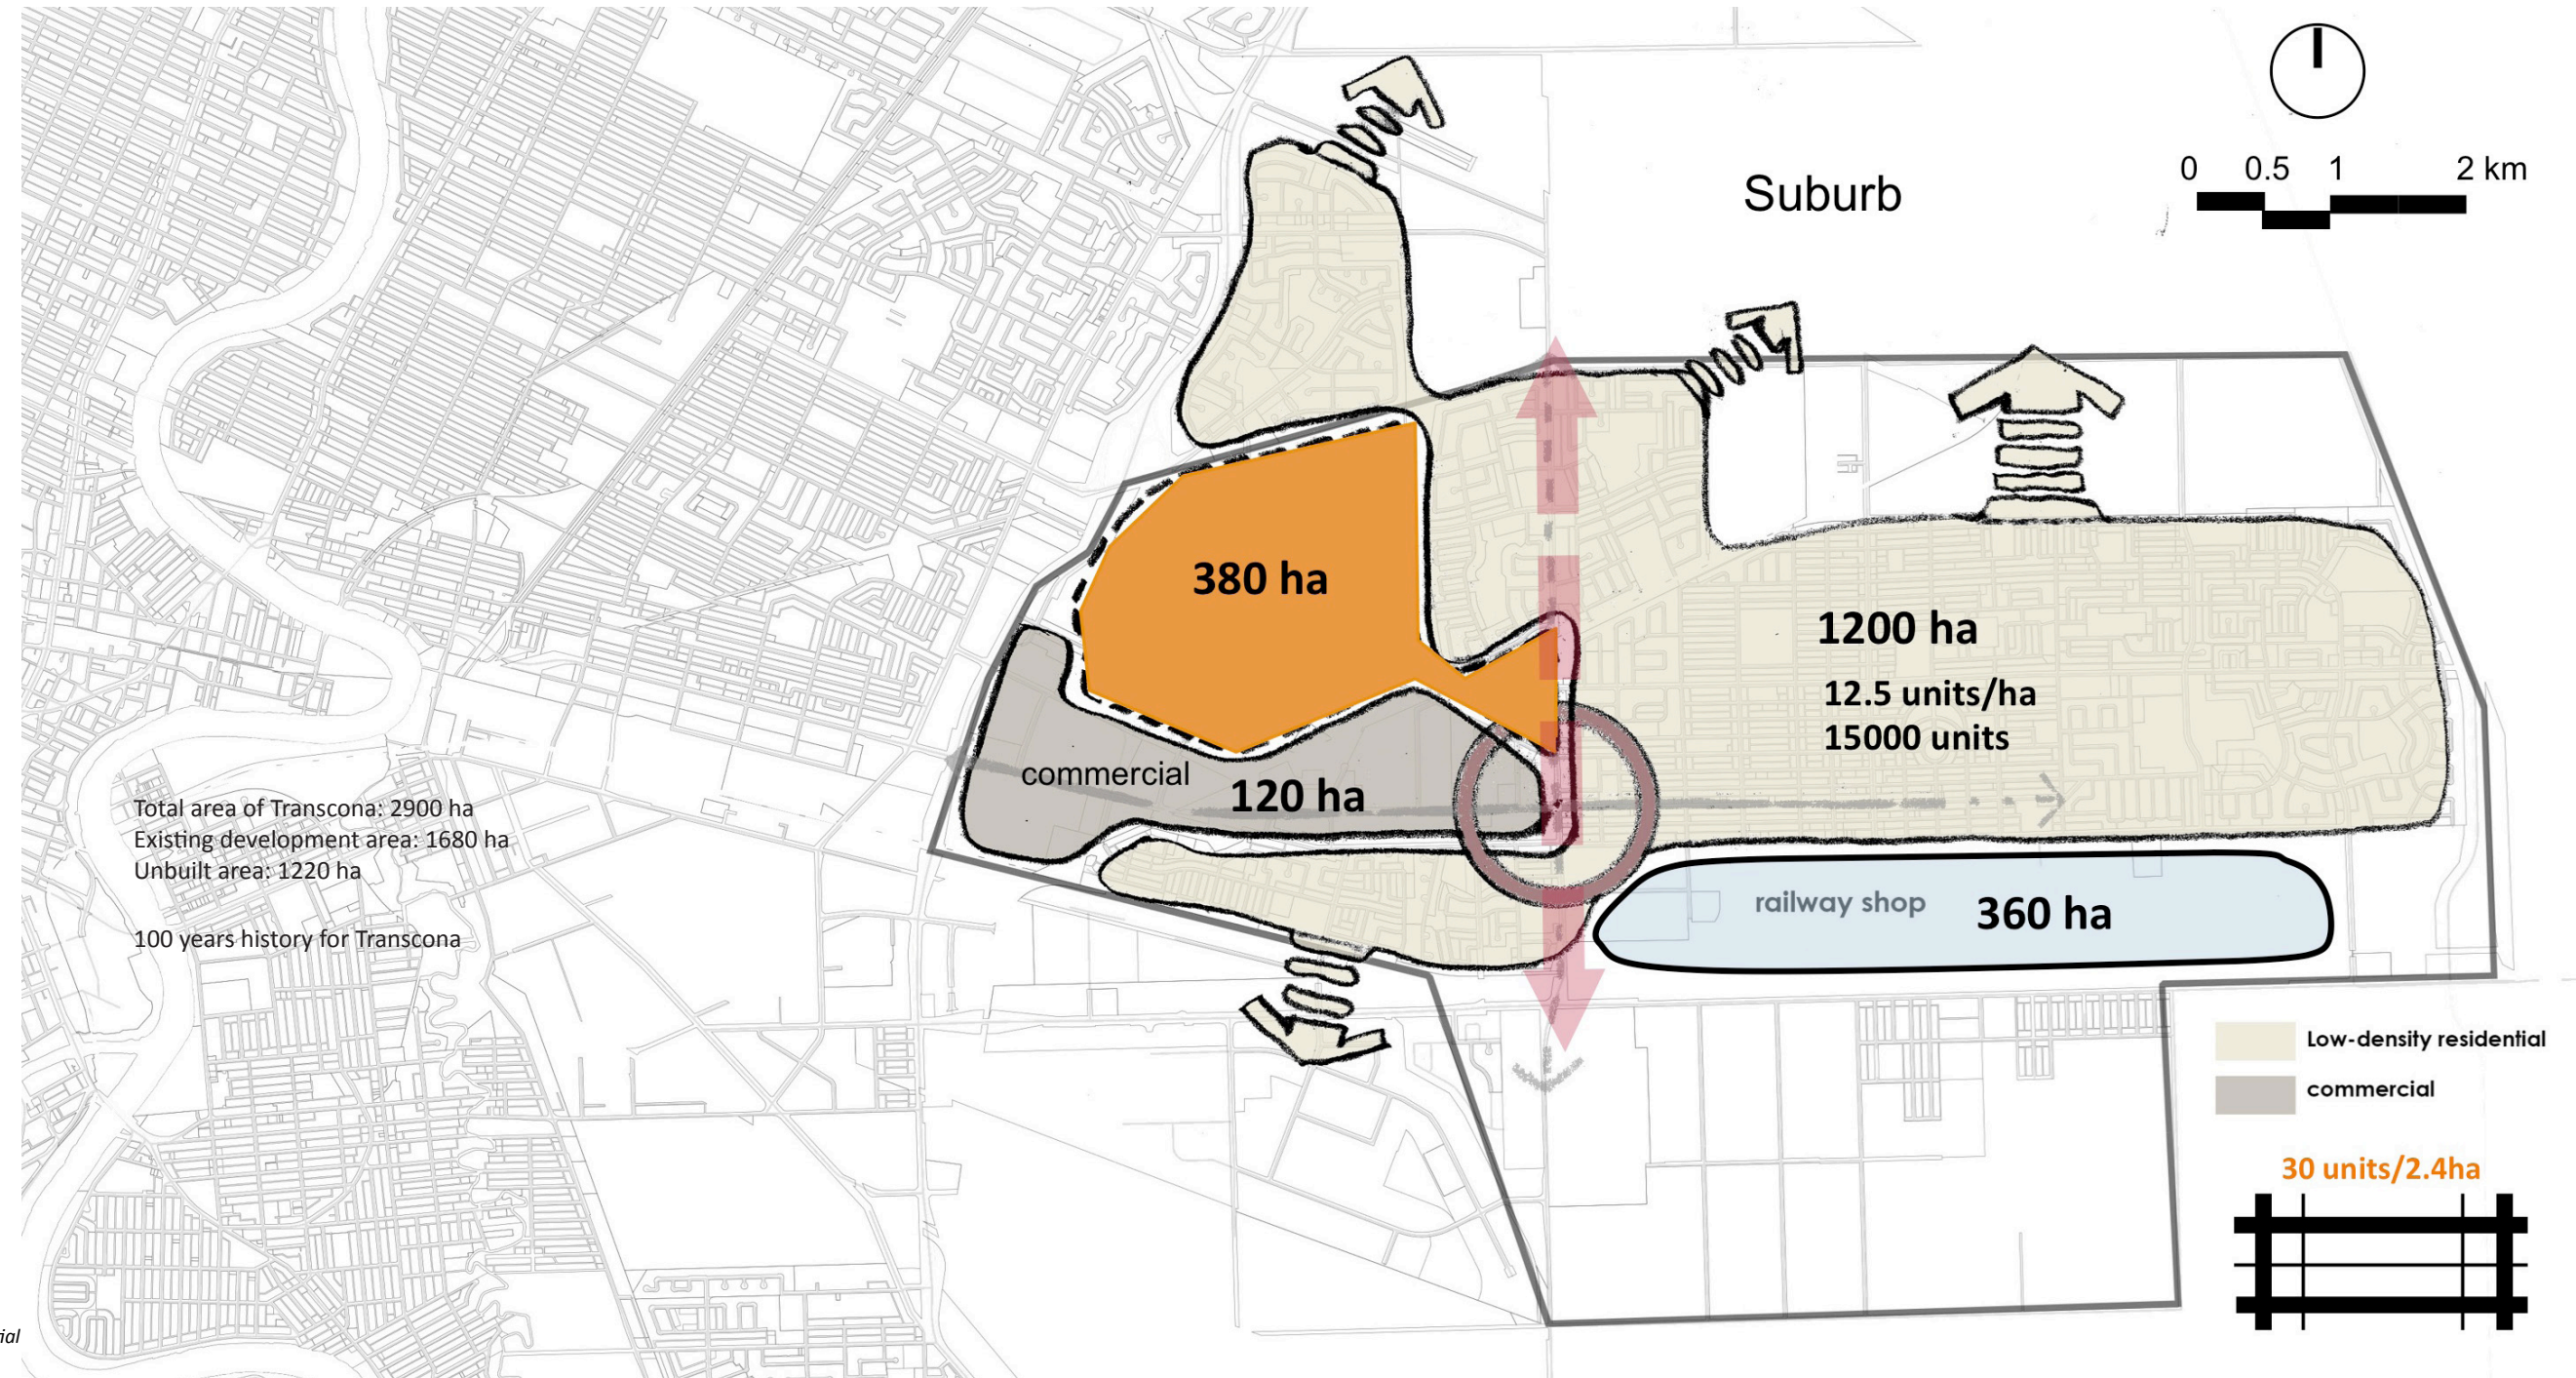 Suburb
0 0.5 1 2 km
380 ha
1200 ha
12.5 units/ha
15000 units
commercial
120 ha
Total area of Transcona: 2900 ha
Existing development area: 1680 ha
Unbuilt area: 1220 ha
100 years history for Transcona
railway shop 360 ha
Low-density residential
commercial
30 units/2.4ha